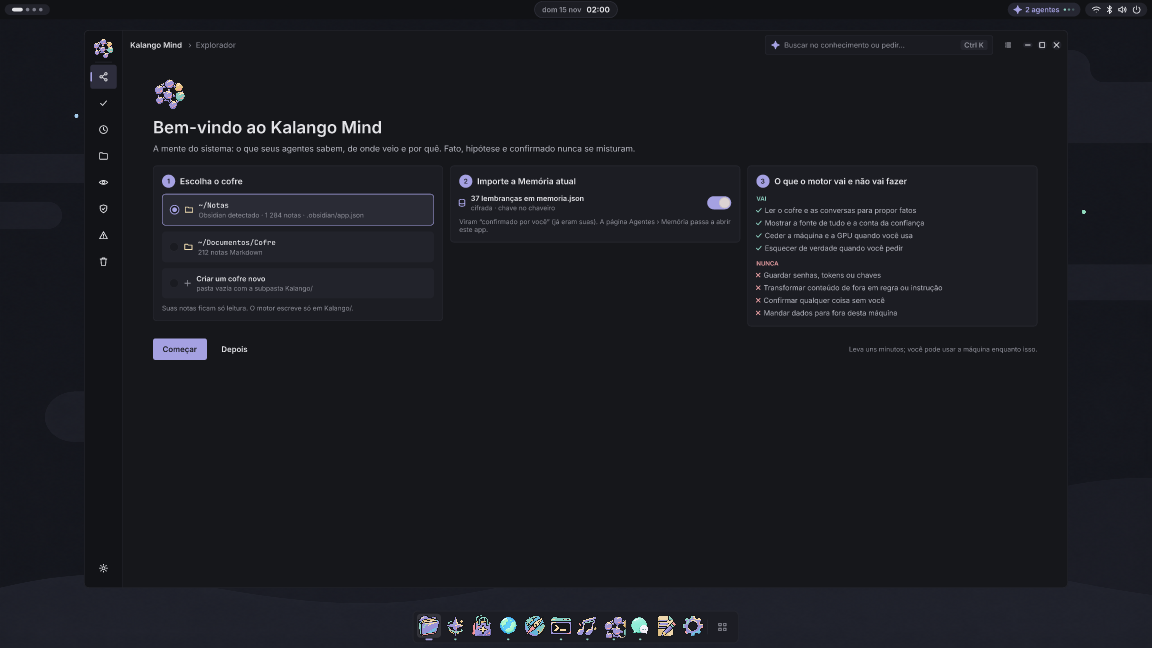 dom 15 nov 02:00
2 agentes
Kalango Mind › Explorador
Buscar no conhecimento ou pedir... Ctrl K
Bem-vindo ao Kalango Mind
A mente do sistema: o que seus agentes sabem, de onde veio e por quê. Fato, hipótese e confirmado nunca se misturam.
1 Escolha o cofre
~/Notas
Obsidian detectado · 1 284 notas · .obsidian/app.json
~/Documentos/Cofre
212 notas Markdown
Criar um cofre novo
pasta vazia com a subpasta Kalango/
Suas notas ficam só leitura. O motor escreve só em Kalango/.
2 Importe a Memória atual
37 lembranças em memoria.json
cifrada · chave no chaveiro
Viram "confirmado por você" (já eram suas). A página Agentes › Memória passa a abrir
este app.
3 O que o motor vai e não vai fazer
VAI
Ler o cofre e as conversas para propor fatos
Mostrar a fonte de tudo e a conta da confiança
Ceder a máquina e a GPU quando você usa
Esquecer de verdade quando você pedir
NUNCA
Guardar senhas, tokens ou chaves
Transformar conteúdo de fora em regra ou instrução
Confirmar qualquer coisa sem você
Mandar dados para fora desta máquina
Começar
Depois
Leva uns minutos; você pode usar a máquina enquanto isso.